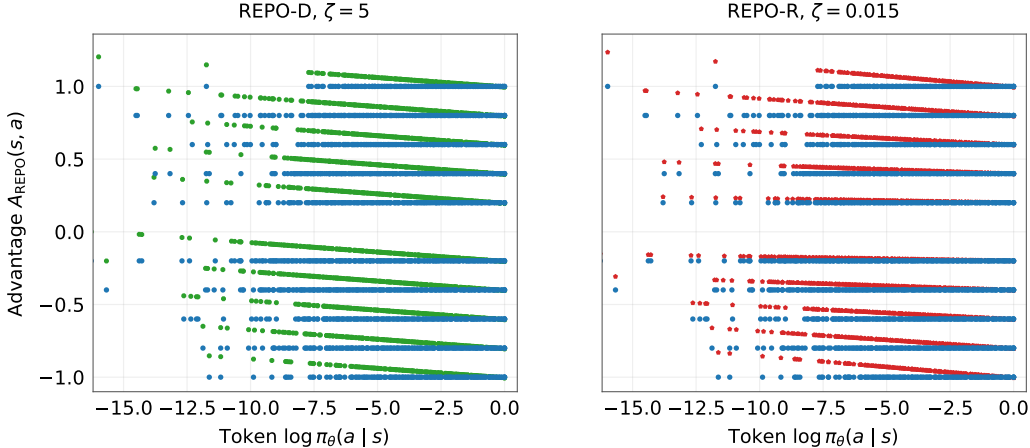 REPO-D, ζ = 5
REPO-R, ζ = 0.015
Advantage A_REPO(s, a)
1.0
0.5
0.0
−0.5
−1.0
−15.0 −12.5 −10.0 −7.5 −5.0 −2.5 0.0
−15.0 −12.5 −10.0 −7.5 −5.0 −2.5 0.0
Token log π_θ(a | s)
Token log π_θ(a | s)